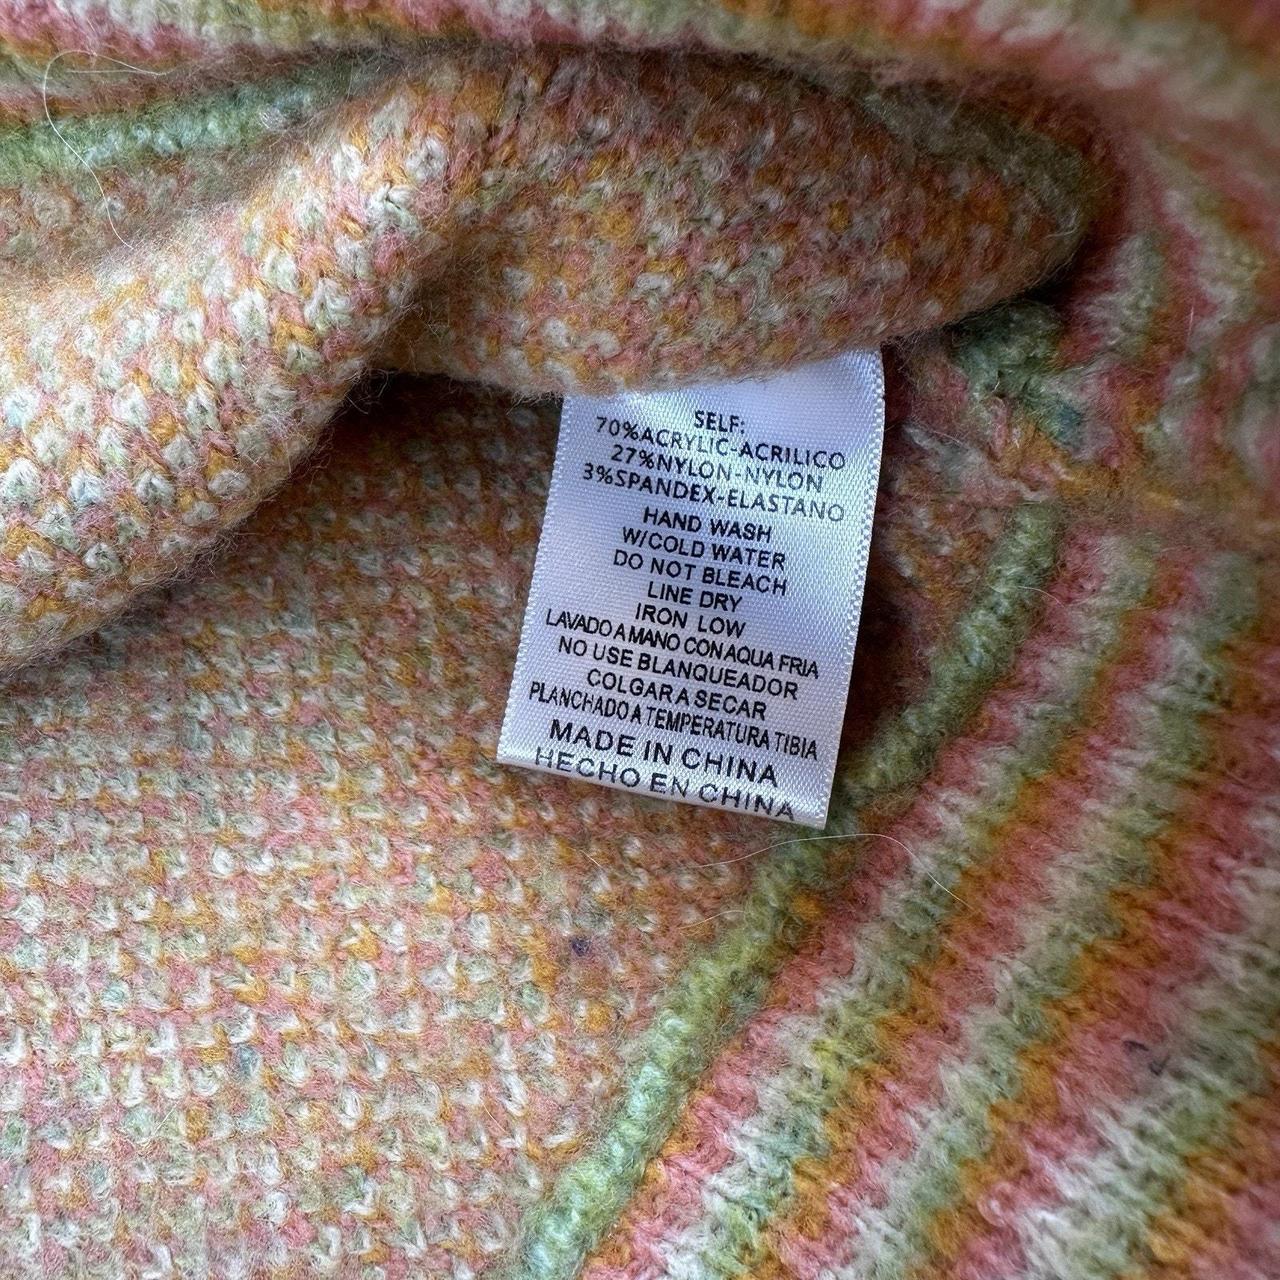 SELF:
70%ACRYLIC-ACRILICO
27%NYLON-NYLON
3%SPANDEX-ELASTANO
HAND WASH
W/COLD WATER
DO NOT BLEACH
LINE DRY
IRON LOW
LAVADO A MANO CON AQUA FRIA
NO USE BLANQUEADOR
COLGAR A SECAR
PLANCHADO A TEMPERATURA TIBIA
MADE IN CHINA
HECHO EN CHINA